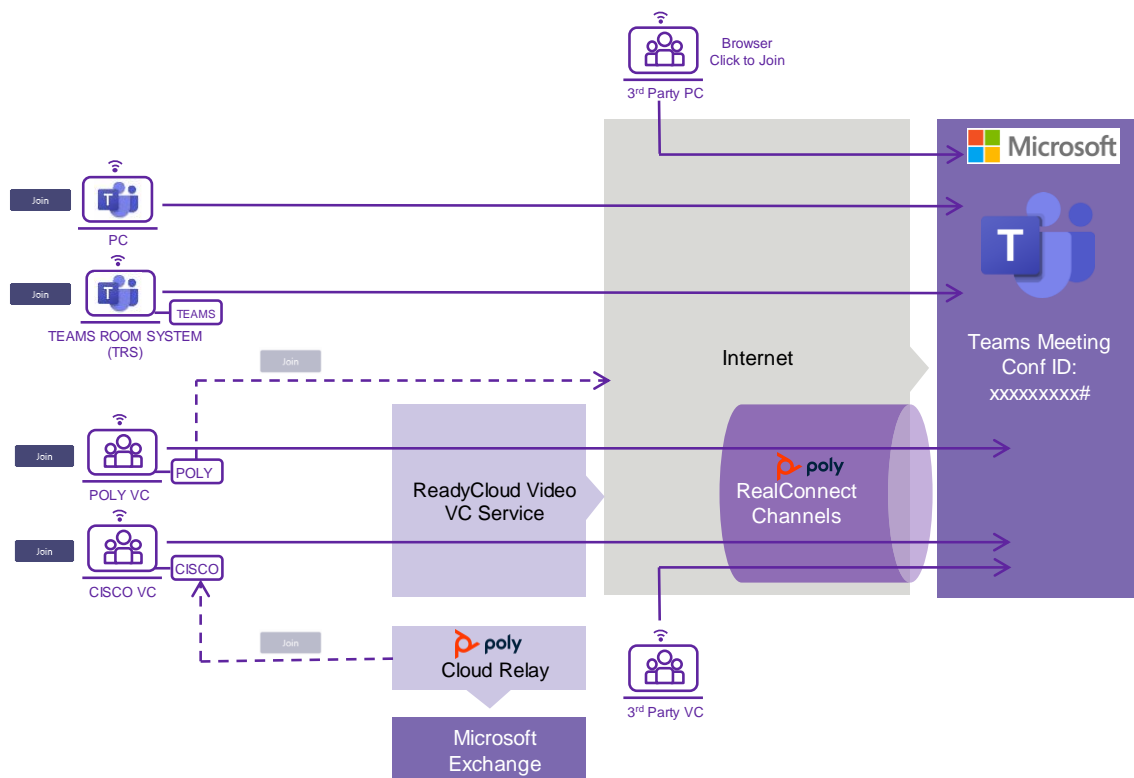 Browser
Click to Join
3rd Party PC
Microsoft
Join
T
PC
T
Join
T
TEAMS
TEAMS ROOM SYSTEM
(TRS)
Teams Meeting
Conf ID:
xxxxxxxxx#
Join
Internet
Join
POLY
POLY VC
ReadyCloud Video
VC Service
poly
RealConnect
Channels
Join
CISCO
CISCO VC
Join
poly
Cloud Relay
3rd Party VC
Microsoft
Exchange